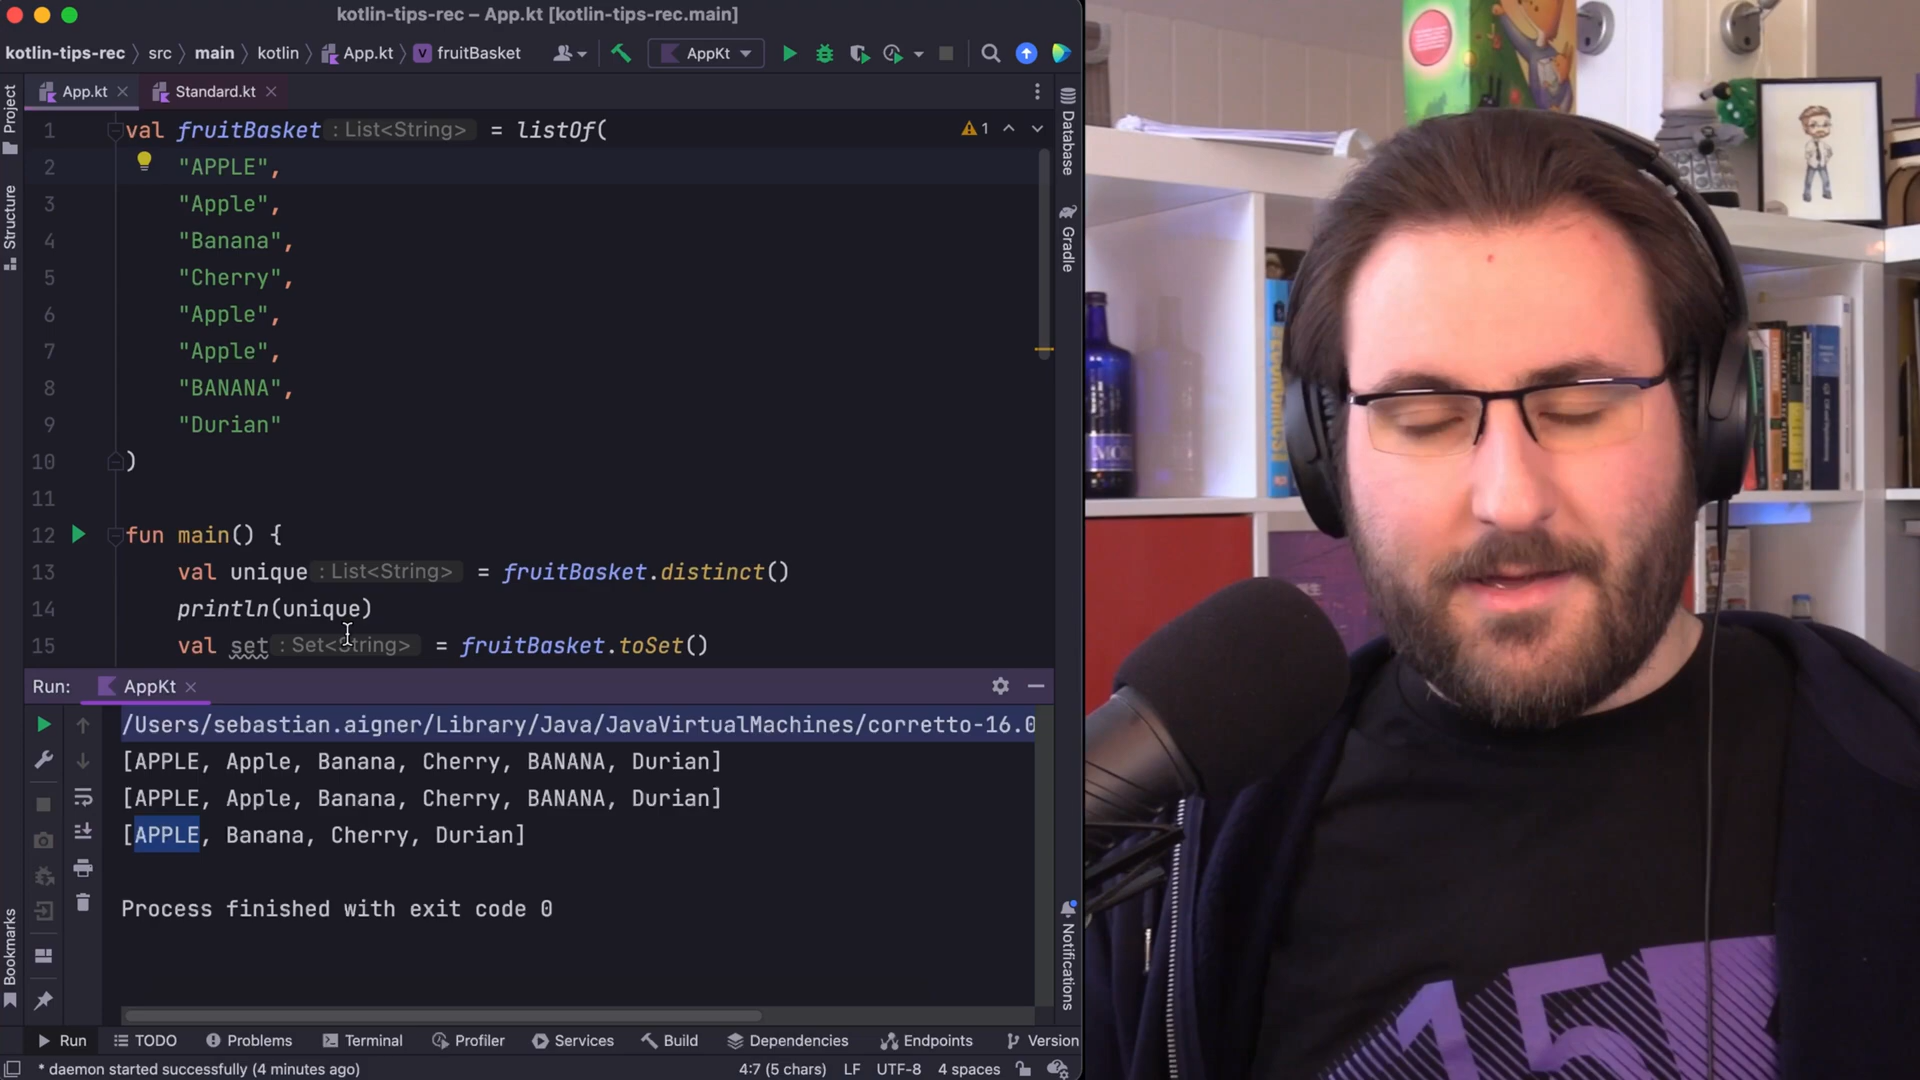 kotlin-tips-rec – App.kt [kotlin-tips-rec.main]
kotlin-tips-rec src main kotlin App.kt fruitBasket AppKt
App.kt Standard.kt
Project
Structure
Bookmarks
1 val fruitBasket : List<String> = listOf( 1
2 "APPLE",
3 "Apple",
4 "Banana",
5 "Cherry",
6 "Apple",
7 "Apple",
8 "BANANA",
9 "Durian"
10 )
11
12 fun main() {
13 val unique : List<String> = fruitBasket.distinct()
14 println(unique)
15 val set : Set<String> = fruitBasket.toSet()
Database
Gradle
Notifications
Run: AppKt
/Users/sebastian.aigner/Library/Java/JavaVirtualMachines/corretto-16.0
[APPLE, Apple, Banana, Cherry, BANANA, Durian]
[APPLE, Apple, Banana, Cherry, BANANA, Durian]
[APPLE, Banana, Cherry, Durian]
Process finished with exit code 0
Run TODO Problems Terminal Profiler Services Build Dependencies Endpoints Version
* daemon started successfully (4 minutes ago) 4:7 (5 chars) LF UTF-8 4 spaces
15